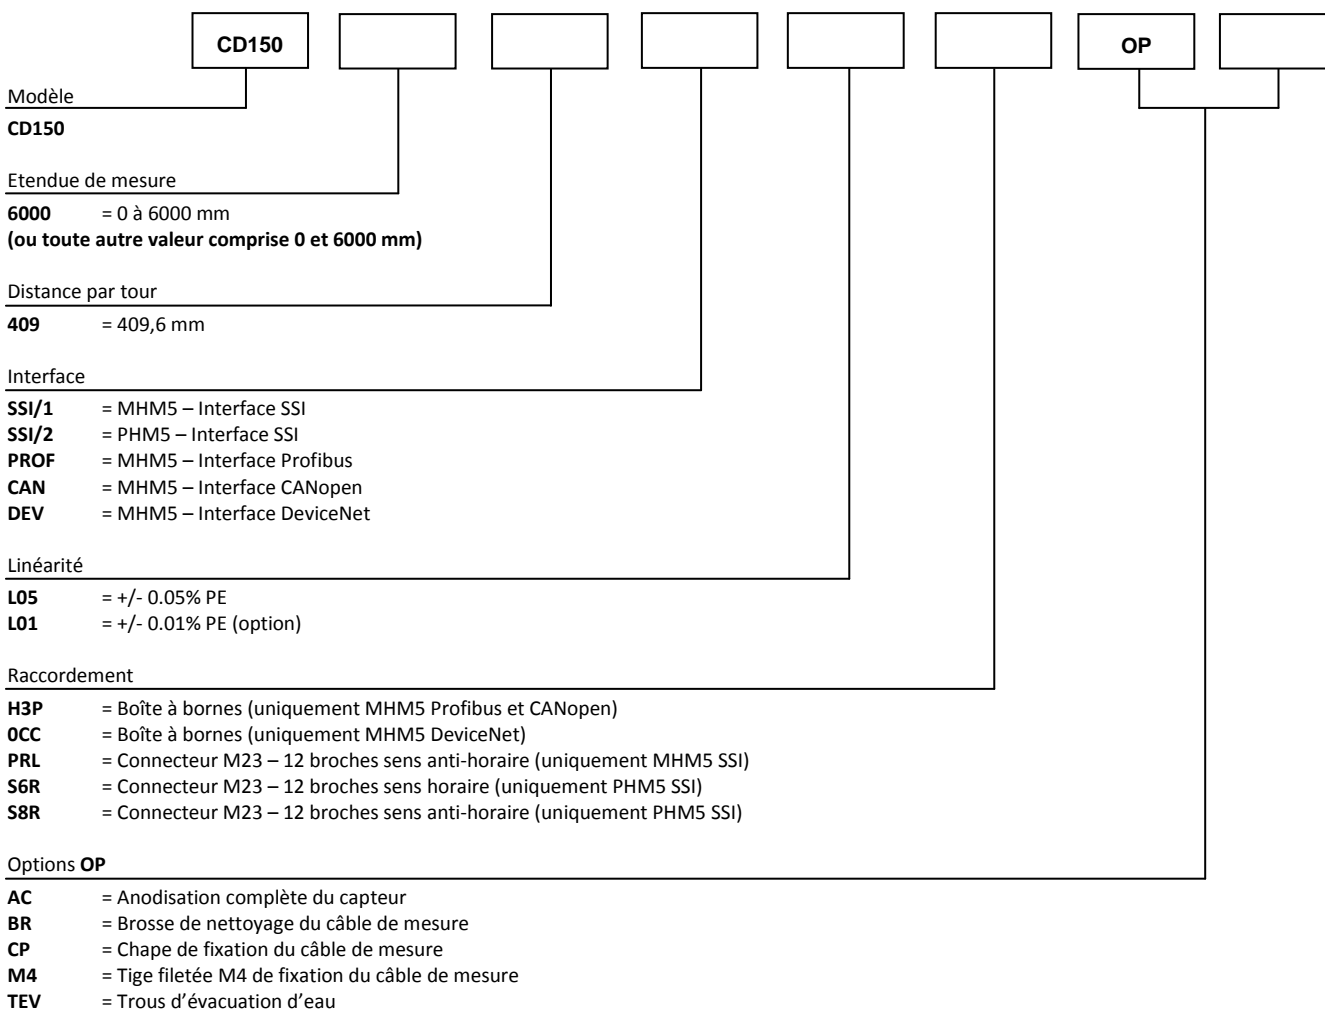 CD150 OP
Modèle
CD150
Etendue de mesure
6000 = 0 à 6000 mm
(ou toute autre valeur comprise 0 et 6000 mm)
Distance par tour
409 = 409,6 mm
Interface
SSI/1 = MHM5 – Interface SSI
SSI/2 = PHM5 – Interface SSI
PROF = MHM5 – Interface Profibus
CAN = MHM5 – Interface CANopen
DEV = MHM5 – Interface DeviceNet
Linéarité
L05 = +/- 0.05% PE
L01 = +/- 0.01% PE (option)
Raccordement
H3P = Boîte à bornes (uniquement MHM5 Profibus et CANopen)
0CC = Boîte à bornes (uniquement MHM5 DeviceNet)
PRL = Connecteur M23 – 12 broches sens anti-horaire (uniquement MHM5 SSI)
S6R = Connecteur M23 – 12 broches sens horaire (uniquement PHM5 SSI)
S8R = Connecteur M23 – 12 broches sens anti-horaire (uniquement PHM5 SSI)
Options OP
AC = Anodisation complète du capteur
BR = Brosse de nettoyage du câble de mesure
CP = Chape de fixation du câble de mesure
M4 = Tige filetée M4 de fixation du câble de mesure
TEV = Trous d’évacuation d’eau